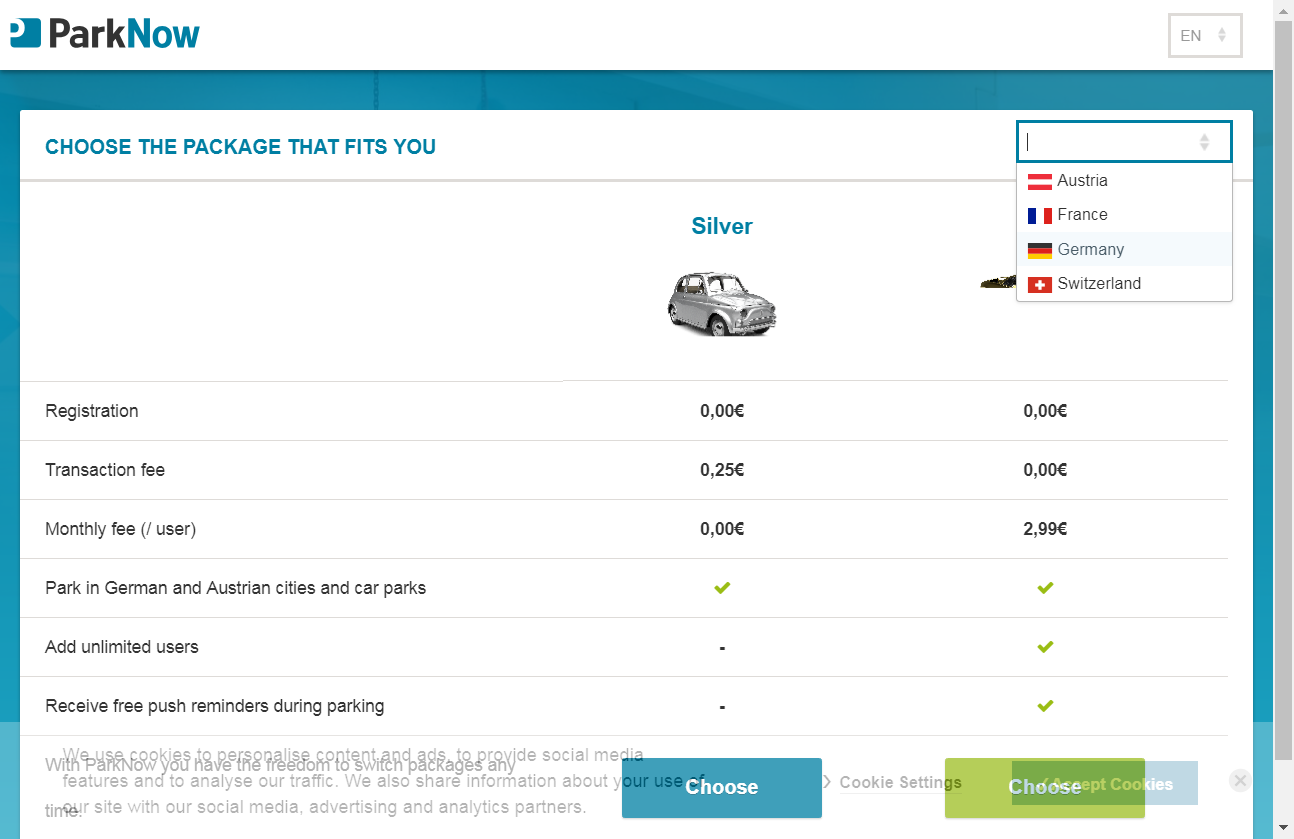 ParkNow
EN
CHOOSE THE PACKAGE THAT FITS YOU
Austria
France
Germany
Switzerland
Silver
Registration 0,00€ 0,00€
Transaction fee 0,25€ 0,00€
Monthly fee (/ user) 0,00€ 2,99€
Park in German and Austrian cities and car parks
Add unlimited users -
Receive free push reminders during parking -
With ParkNow you have the freedom to switch packages any
time!
We use cookies to personalise content and ads, to provide social media
features and to analyse our traffic. We also share information about your use of
our site with our social media, advertising and analytics partners.
Choose
Cookie Settings
Choose
Accept Cookies